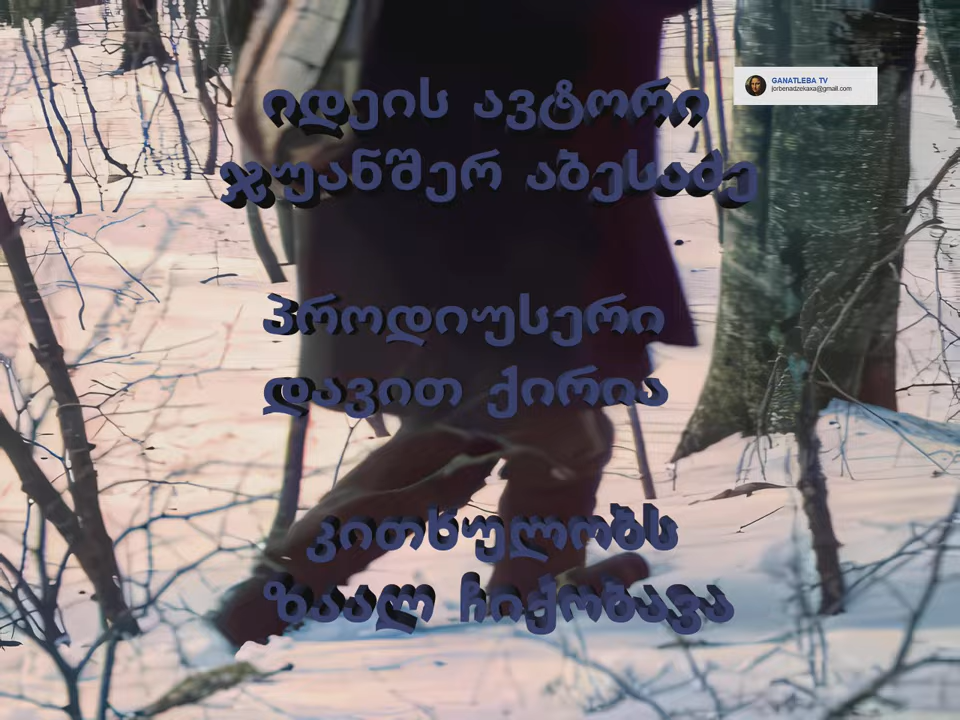 იდეის ავტორი
ჯუანშერ აბესაძე
პროდიუსერი
დავით ქირია
კითხულობს
ზაალ ჩიქობავა
GANATLEBA TV
jorbenadzekaxa@gmail.com